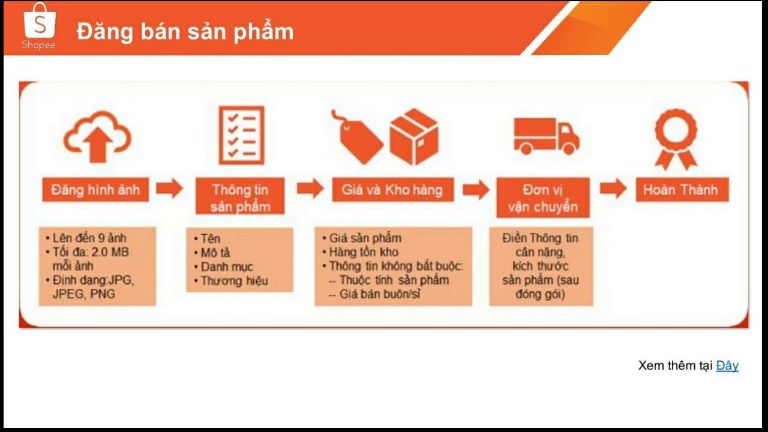 S
Shopee
Đăng bán sản phẩm
Đăng hình ảnh
Thông tin
sản phẩm
Giá và Kho hàng
Đơn vị
vận chuyển
Hoàn Thành
• Lên đến 9 ảnh
• Tối đa: 2.0 MB
mỗi ảnh
• Định dạng:JPG,
JPEG, PNG
• Tên
• Mô tả
• Danh mục
• Thương hiệu
• Giá sản phẩm
• Hàng tồn kho
• Thông tin không bắt buộc:
-- Thuộc tính sản phẩm
-- Giá bán buôn/sỉ
Điền Thông tin
cân nặng,
kích thước
sản phẩm (sau
đóng gói)
Xem thêm tại Đây